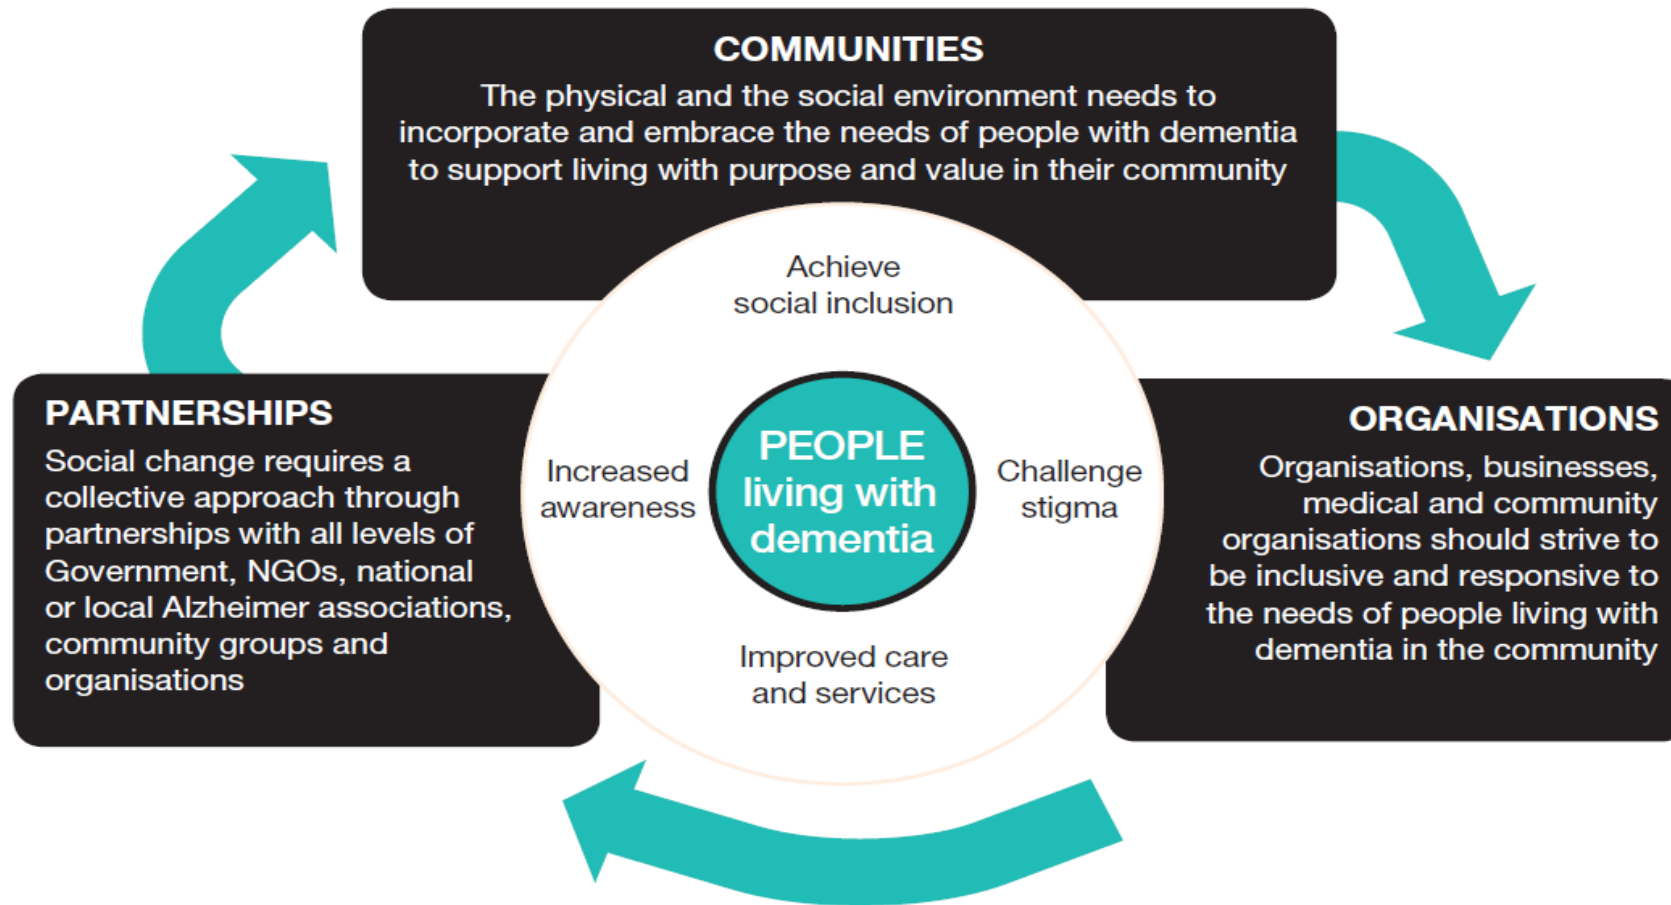 COMMUNITIES
The physical and the social environment needs to
incorporate and embrace the needs of people with dementia
to support living with purpose and value in their community
Achieve
social inclusion
PARTNERSHIPS
Social change requires a
collective approach through
partnerships with all levels of
Government, NGOs, national
or local Alzheimer associations,
community groups and
organisations
Increased
awareness
PEOPLE
living with
dementia
Challenge
stigma
ORGANISATIONS
Organisations, businesses,
medical and community
organisations should strive to
be inclusive and responsive to
the needs of people living with
dementia in the community
Improved care
and services